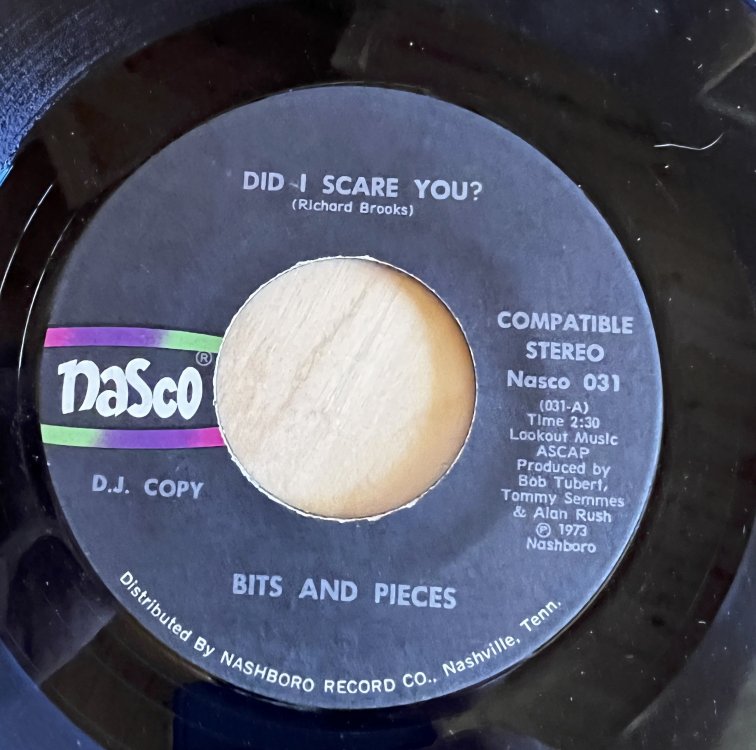 DID I SCARE YOU?
(Richard Brooks)
nasco®
D.J. COPY
COMPATIBLE
STEREO
Nasco 031
(031-A)
Time 2:30
Lookout Music
ASCAP
Produced by
Bob Tubert,
Tommy Semmes
& Alan Rush
℗ 1973
Nashboro
BITS AND PIECES
Distributed By NASHBORO RECORD CO., Nashville, Tenn.